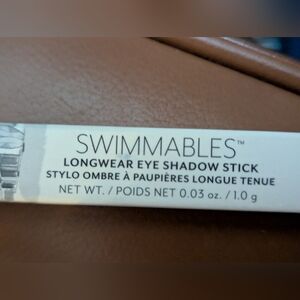 SWIMMABLES™
LONGWEAR EYE SHADOW STICK
STYLO OMBRE À PAUPIÈRES LONGUE TENUE
NET WT. / POIDS NET 0.03 oz. / 1.0 g